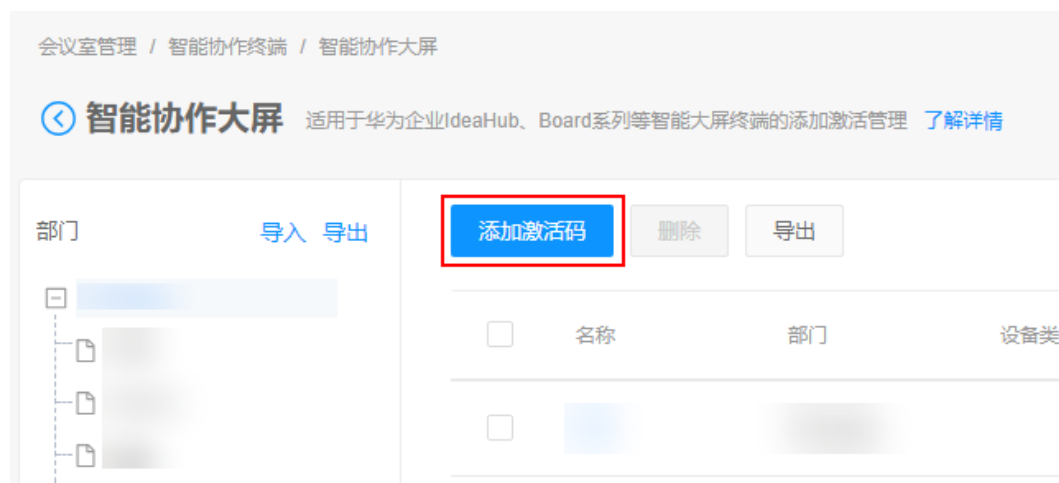 会议室管理 / 智能协作终端 / 智能协作大屏
智能协作大屏 适用于华为企业IdeaHub、Board系列等智能大屏终端的添加激活管理 了解详情
部门 导入 导出
添加激活码 删除 导出
名称 部门 设备类